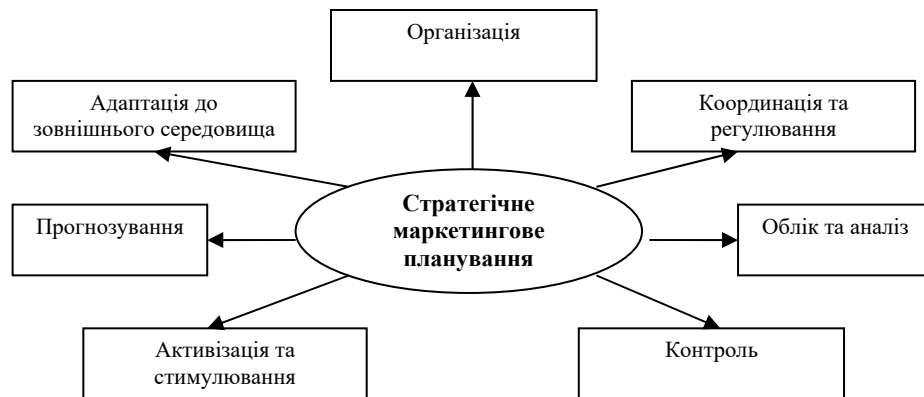 Організація
Адаптація до
зовнішнього середовища
Координація та
регулювання
Стратегічне
маркетингове
планування
Прогнозування
Облік та аналіз
Активізація та
стимулювання
Контроль